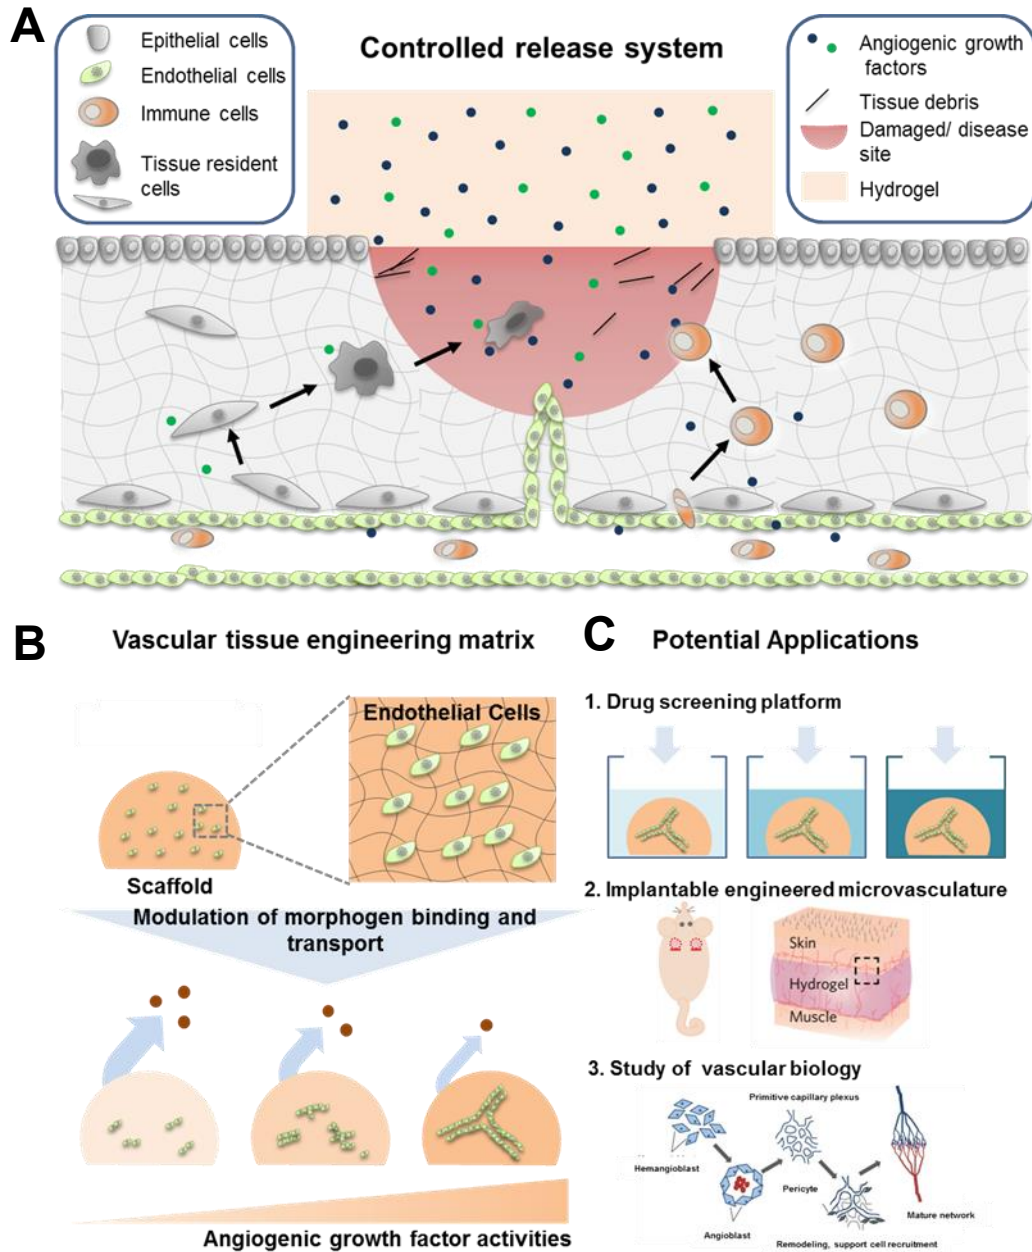 A
Epithelial cells
Endothelial cells
Immune cells
Tissue resident
cells
Controlled release system
Angiogenic growth
factors
Tissue debris
Damaged/ disease
site
Hydrogel
B
Vascular tissue engineering matrix
Endothelial Cells
Scaffold
Modulation of morphogen binding and
transport
Angiogenic growth factor activities
C
Potential Applications
1. Drug screening platform
2. Implantable engineered microvasculature
Skin
Hydrogel
Muscle
3. Study of vascular biology
Primitive capillary plexus
Hemangioblast
Pericyte
Angioblast
Mature network
Remodeling, support cell recruitment